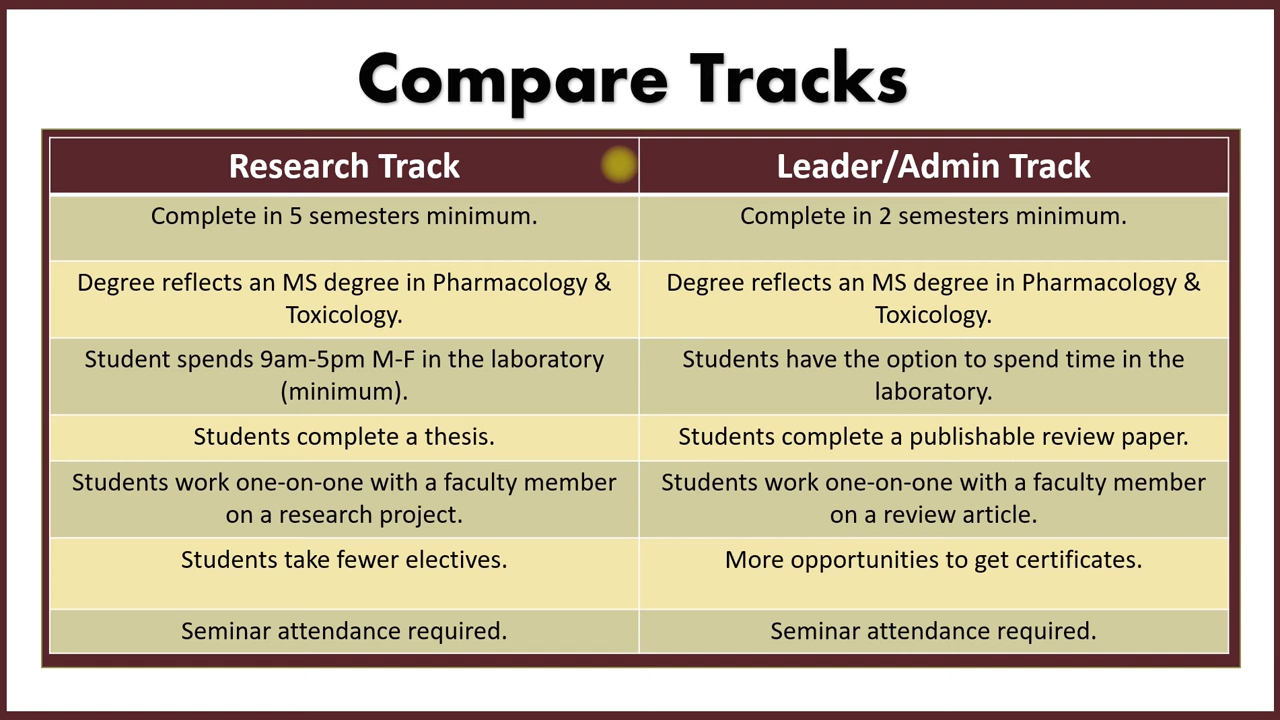 Compare Tracks
Research Track
Leader/Admin Track
Complete in 5 semesters minimum.
Complete in 2 semesters minimum.
Degree reflects an MS degree in Pharmacology &
Toxicology.
Degree reflects an MS degree in Pharmacology &
Toxicology.
Student spends 9am-5pm M-F in the laboratory
(minimum).
Students have the option to spend time in the
laboratory.
Students complete a thesis.
Students complete a publishable review paper.
Students work one-on-one with a faculty member
on a research project.
Students work one-on-one with a faculty member
on a review article.
Students take fewer electives.
More opportunities to get certificates.
Seminar attendance required.
Seminar attendance required.